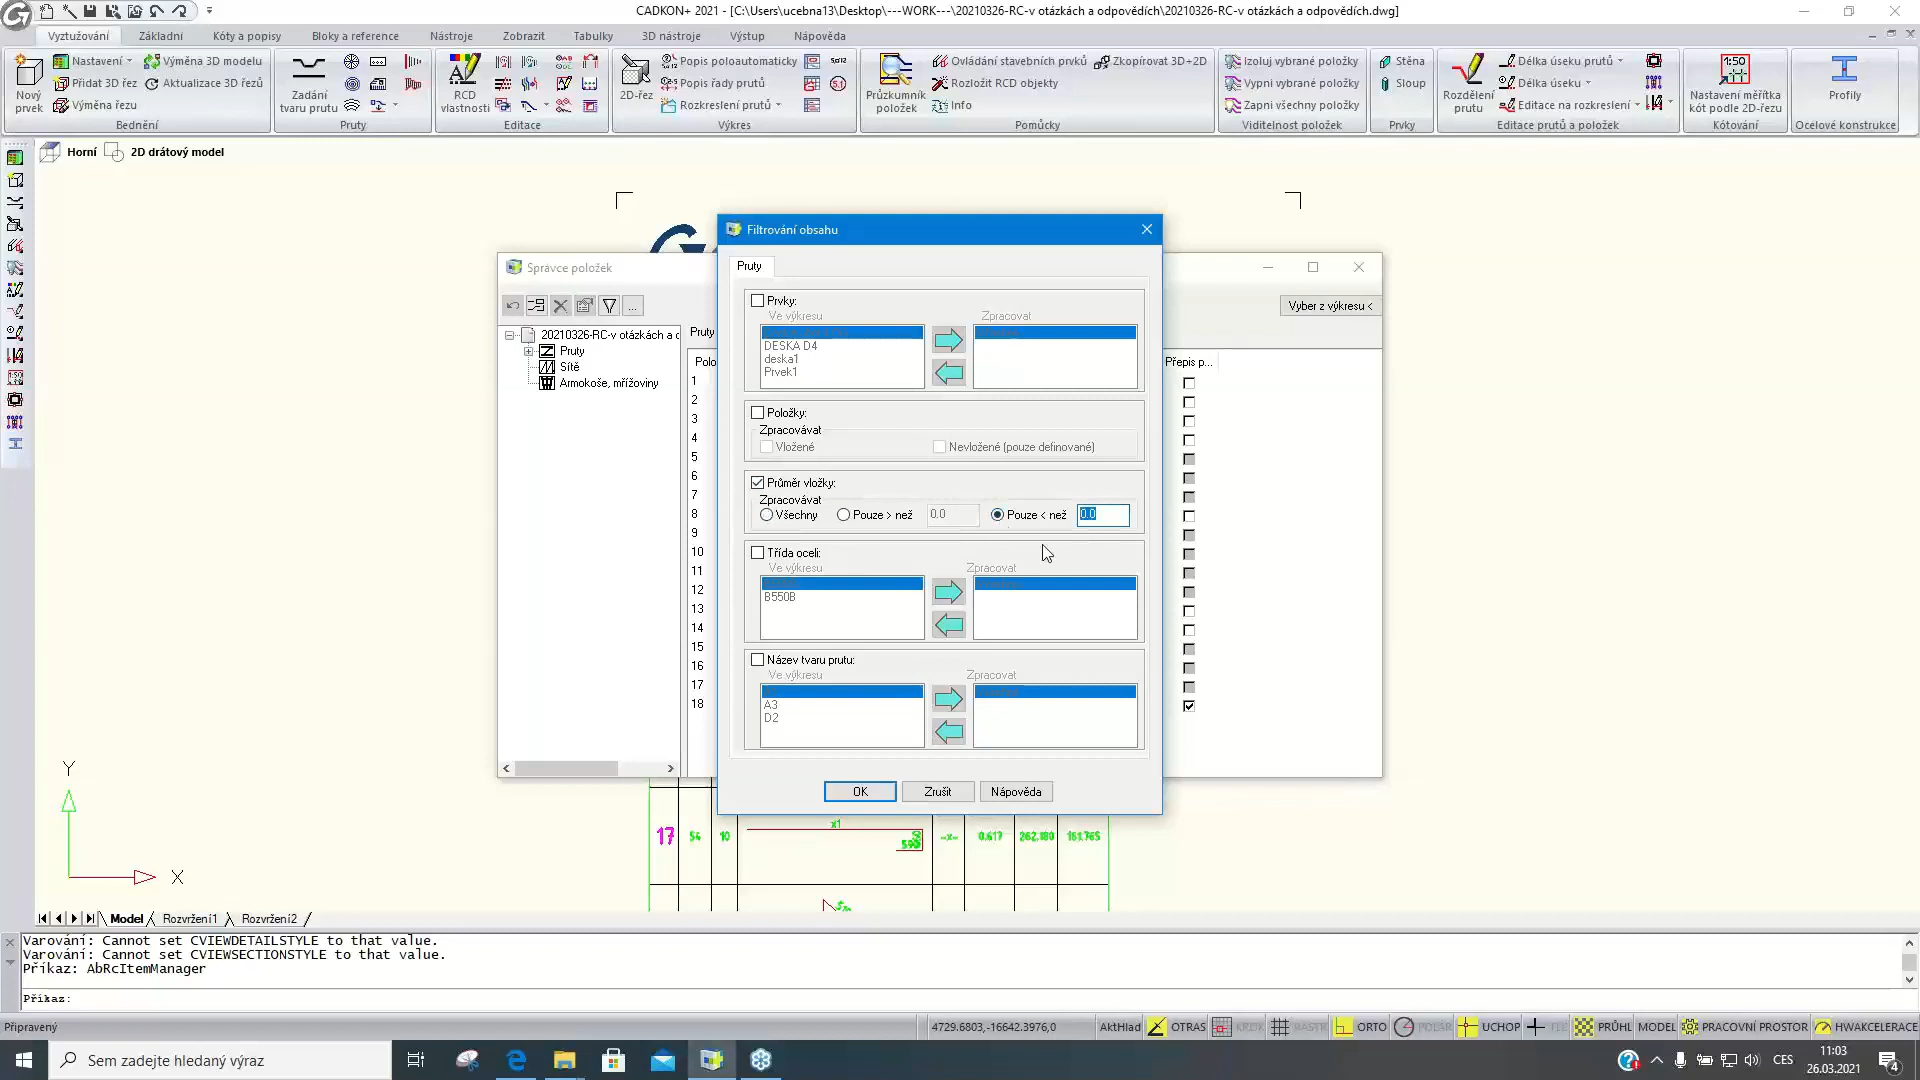 CADKON+ 2021 - [C:\Users\ucebna13\Desktop\---WORK---\20210326-RC-v otázkách a odpovědích\20210326-RC-v otázkách a odpovědích.dwg]
Vyztužování Základní Kóty a popisy Bloky a reference Nástroje Zobrazit Tabulky 3D nástroje Výstup Nápověda
Nový prvek
Nastavení
Výměna 3D modelu
Přidat 3D řez
Aktualizace 3D řezů
Výměna řezu
Bednění
Zadání tvaru prutu
Pruty
RCD vlastnosti
Editace
2D-řez
Popis poloautomaticky
Popis řady prutů
Rozkreslení prutů
Výkres
Průzkumník položek
Ovládání stavebních prvků
Zkopírovat 3D+2D
Rozložit RCD objekty
Info
Pomůcky
Izoluj vybrané položky
Vypni vybrané položky
Zapni všechny položky
Viditelnost položek
Stěna
Sloup
Prvky
Rozdělení prutu
Délka úseku prutů
Délka úseku
Editace na rozkreslení
Editace prutů a položek
1:50
Nastavení měřítka kót podle 2D-řezu
Kótování
Profily
Ocelové konstrukce
Horní 2D drátový model
Správce položek
Vyber z výkresu <
20210326-RC-v otázkách a o
Pruty
Sítě
Armokoše, mřížoviny
Pruty
Polo
Přepis p...
1
2
3
4
5
6
7
8
9
10
11
12
13
14
15
16
17
18
Filtrování obsahu
Pruty
Prvky:
Ve výkresu Zpracovat
DESKA D4
deska1
Prvek1
Položky:
Zpracovávat
Vložené Nevložené (pouze definované)
Průměr vložky:
Zpracovávat
Všechny Pouze > než 0.0 Pouze < než 0.0
Třída oceli:
Ve výkresu Zpracovat
B550B
Název tvaru prutu:
Ve výkresu Zpracovat
A3
D2
OK Zrušit Nápověda
17 54 10 x1 -x- 0.617 262.180 161.765
Y
X
Model Rozvržení1 Rozvržení2
Varování: Cannot set CVIEWDETAILSTYLE to that value.
Varování: Cannot set CVIEWSECTIONSTYLE to that value.
Příkaz: AbRcItemManager
Příkaz:
Připravený 4729.6803,-16642.3976,0 AktHlad OTRAS KROK RASTR ORTO POLAR UCHOP PRŮHL MODEL PRACOVNÍ PROSTOR HWAKCELERACE
Sem zadejte hledaný výraz
CES
11:03
26.03.2021
4